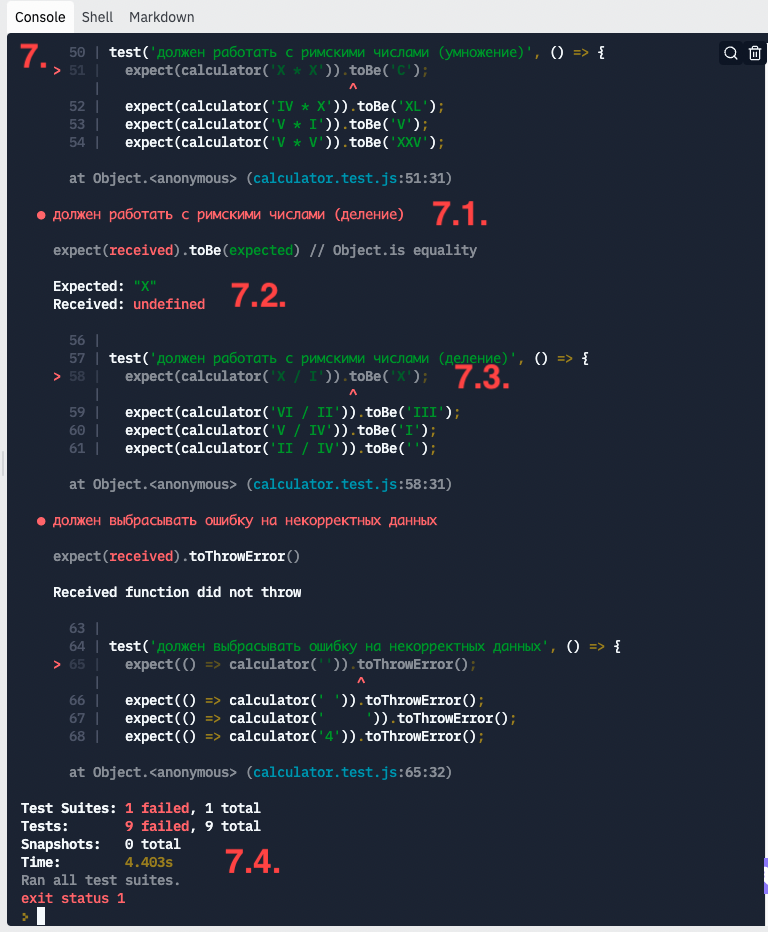 Console Shell Markdown
7.
50 | test('должен работать с римскими числами (умножение)', () => {
> 51 | expect(calculator('X * X')).toBe('C');
| ^
52 | expect(calculator('IV * X')).toBe('XL');
53 | expect(calculator('V * I')).toBe('V');
54 | expect(calculator('V * V')).toBe('XXV');
at Object.<anonymous> (calculator.test.js:51:31)
● должен работать с римскими числами (деление) 7.1.
expect(received).toBe(expected) // Object.is equality
Expected: "X"
Received: undefined 7.2.
56 |
57 | test('должен работать с римскими числами (деление)', () => {
> 58 | expect(calculator('X / I')).toBe('X'); 7.3.
| ^
59 | expect(calculator('VI / II')).toBe('III');
60 | expect(calculator('V / IV')).toBe('I');
61 | expect(calculator('II / IV')).toBe('');
at Object.<anonymous> (calculator.test.js:58:31)
● должен выбрасывать ошибку на некорректных данных
expect(received).toThrowError()
Received function did not throw
63 |
64 | test('должен выбрасывать ошибку на некорректных данных', () => {
> 65 | expect(() => calculator('')).toThrowError();
| ^
66 | expect(() => calculator(' ')).toThrowError();
67 | expect(() => calculator('     ')).toThrowError();
68 | expect(() => calculator('4')).toThrowError();
at Object.<anonymous> (calculator.test.js:65:32)
Test Suites: 1 failed, 1 total
Tests: 9 failed, 9 total
Snapshots: 0 total
Time: 4.403s 7.4.
Ran all test suites.
exit status 1
>